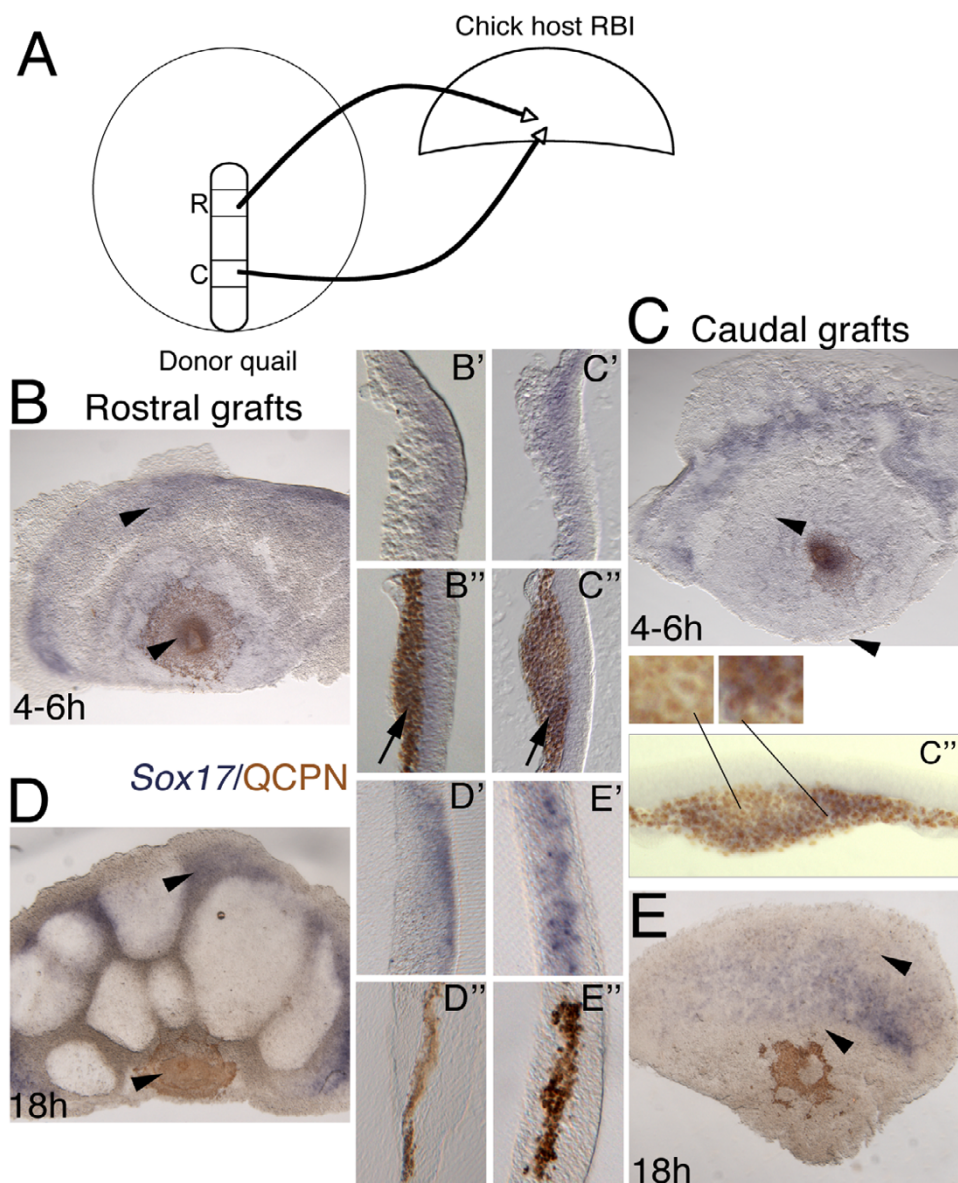 A
Chick host RBI
R
C
Donor quail
B
Rostral grafts
B'
C'
C
Caudal grafts
B''
C''
4-6h
4-6h
Sox17/QCPN
C''
D
D'
E'
E
D''
E''
18h
18h